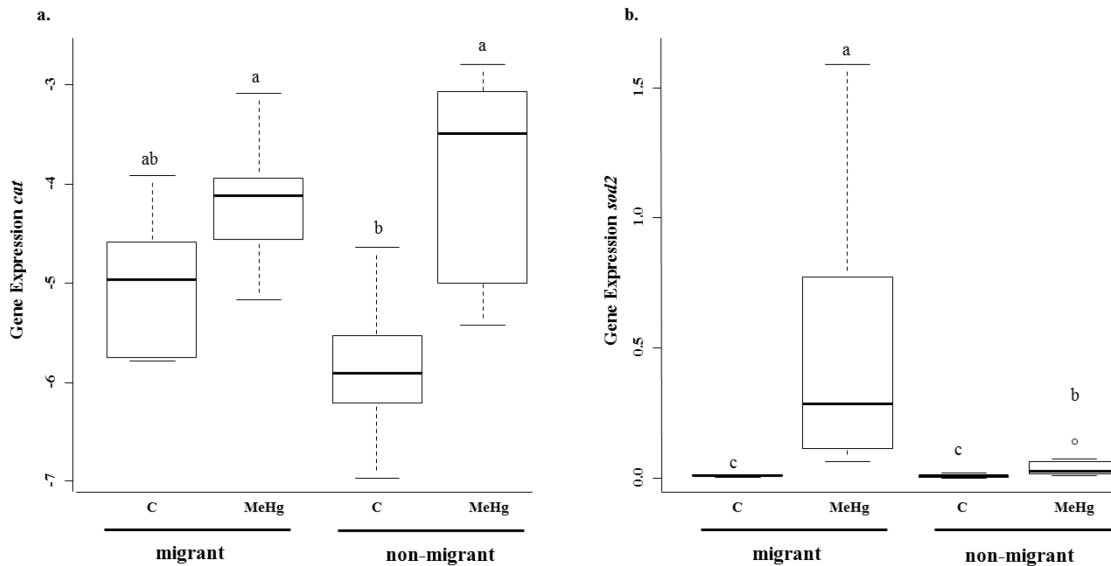 a.
Gene Expression cat
-3
-4
-5
-6
-7
ab
a
b
a
C
MeHg
C
MeHg
migrant
non-migrant
b.
Gene Expression sod2
1.5
1.0
0.5
0.0
c
a
c
b
C
MeHg
C
MeHg
migrant
non-migrant